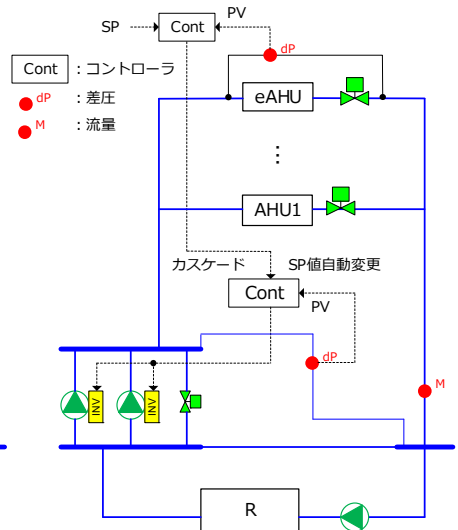 PV
SP
Cont
dP
Cont
：コントローラ
dP
：差圧
eAHU
M
：流量
⋮
AHU1
カスケード
SP値自動変更
Cont
PV
dP
M
INV
INV
R